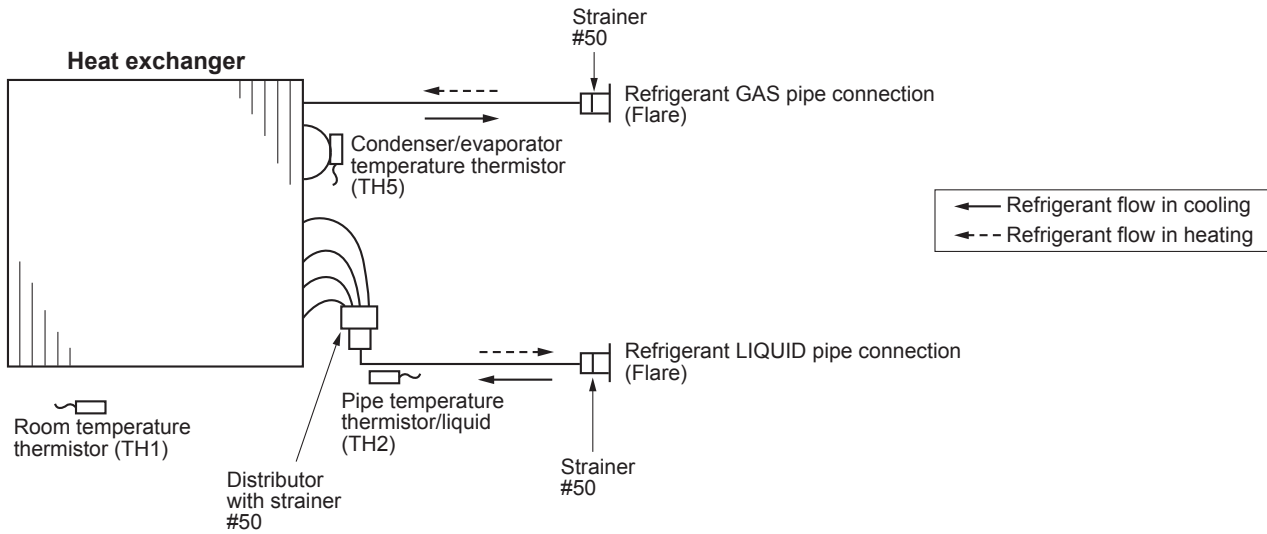 Strainer
#50
Heat exchanger
Refrigerant GAS pipe connection
(Flare)
Condenser/evaporator
temperature thermistor
(TH5)
Refrigerant flow in cooling
Refrigerant flow in heating
Refrigerant LIQUID pipe connection
(Flare)
Pipe temperature
thermistor/liquid
(TH2)
Room temperature
thermistor (TH1)
Distributor
with strainer
#50
Strainer
#50